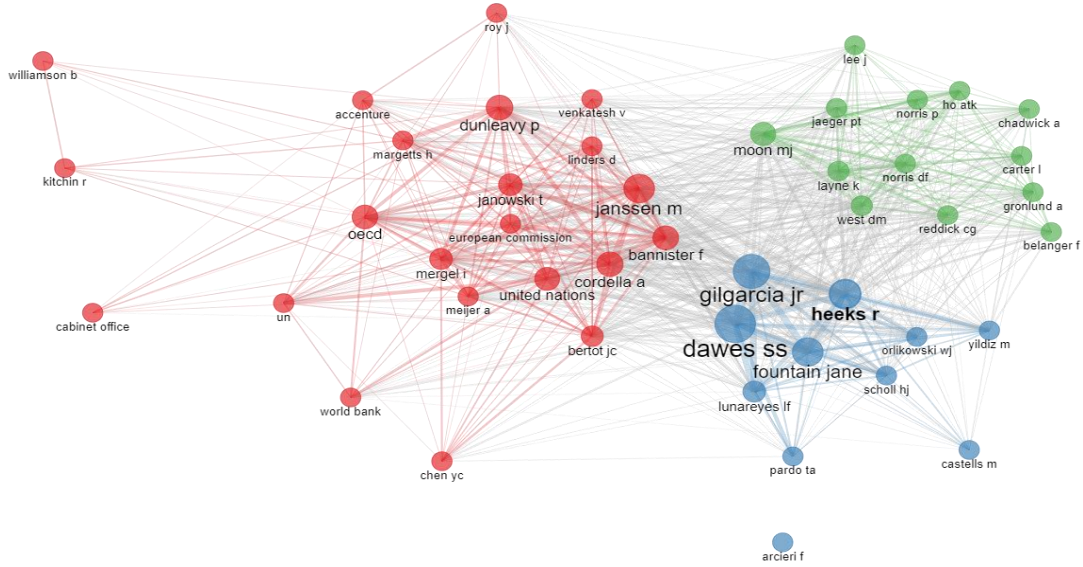 roy j
lee j
williamson b
accenture
venkatesh v
ho atk
norris p
chadwick a
dunleavy p
jaeger pt
margetts h
moon mj
linders d
carter l
kitchin r
norris df
layne k
janowski t
janssen m
gronlund a
west dm
reddick cg
oecd
european commission
bannister f
belanger f
mergel i
cordella a
united nations
gilgarcia jr
meijer a
un
heeks r
cabinet office
bertot jc
dawes ss
orlikowski wj
yildiz m
fountain jane
scholl hj
world bank
lunareyes lf
chen yc
pardo ta
castells m
arcieri f